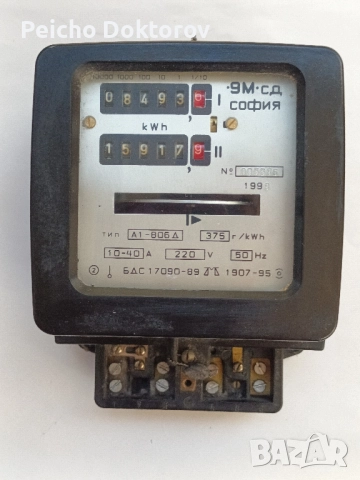 Peicho Doktorov
10000 1000 100 10 1 1/10
0 8 4 9 3 , I
kWh
1 5 9 1 7 , 9 II
·ЭМ·СД
СОФИЯ
№
199
ТИП А1-806Д 375 r/kWh
10-40 A 220 V 50 Hz
2 БДС 17090-89 1907-95
BAZAR